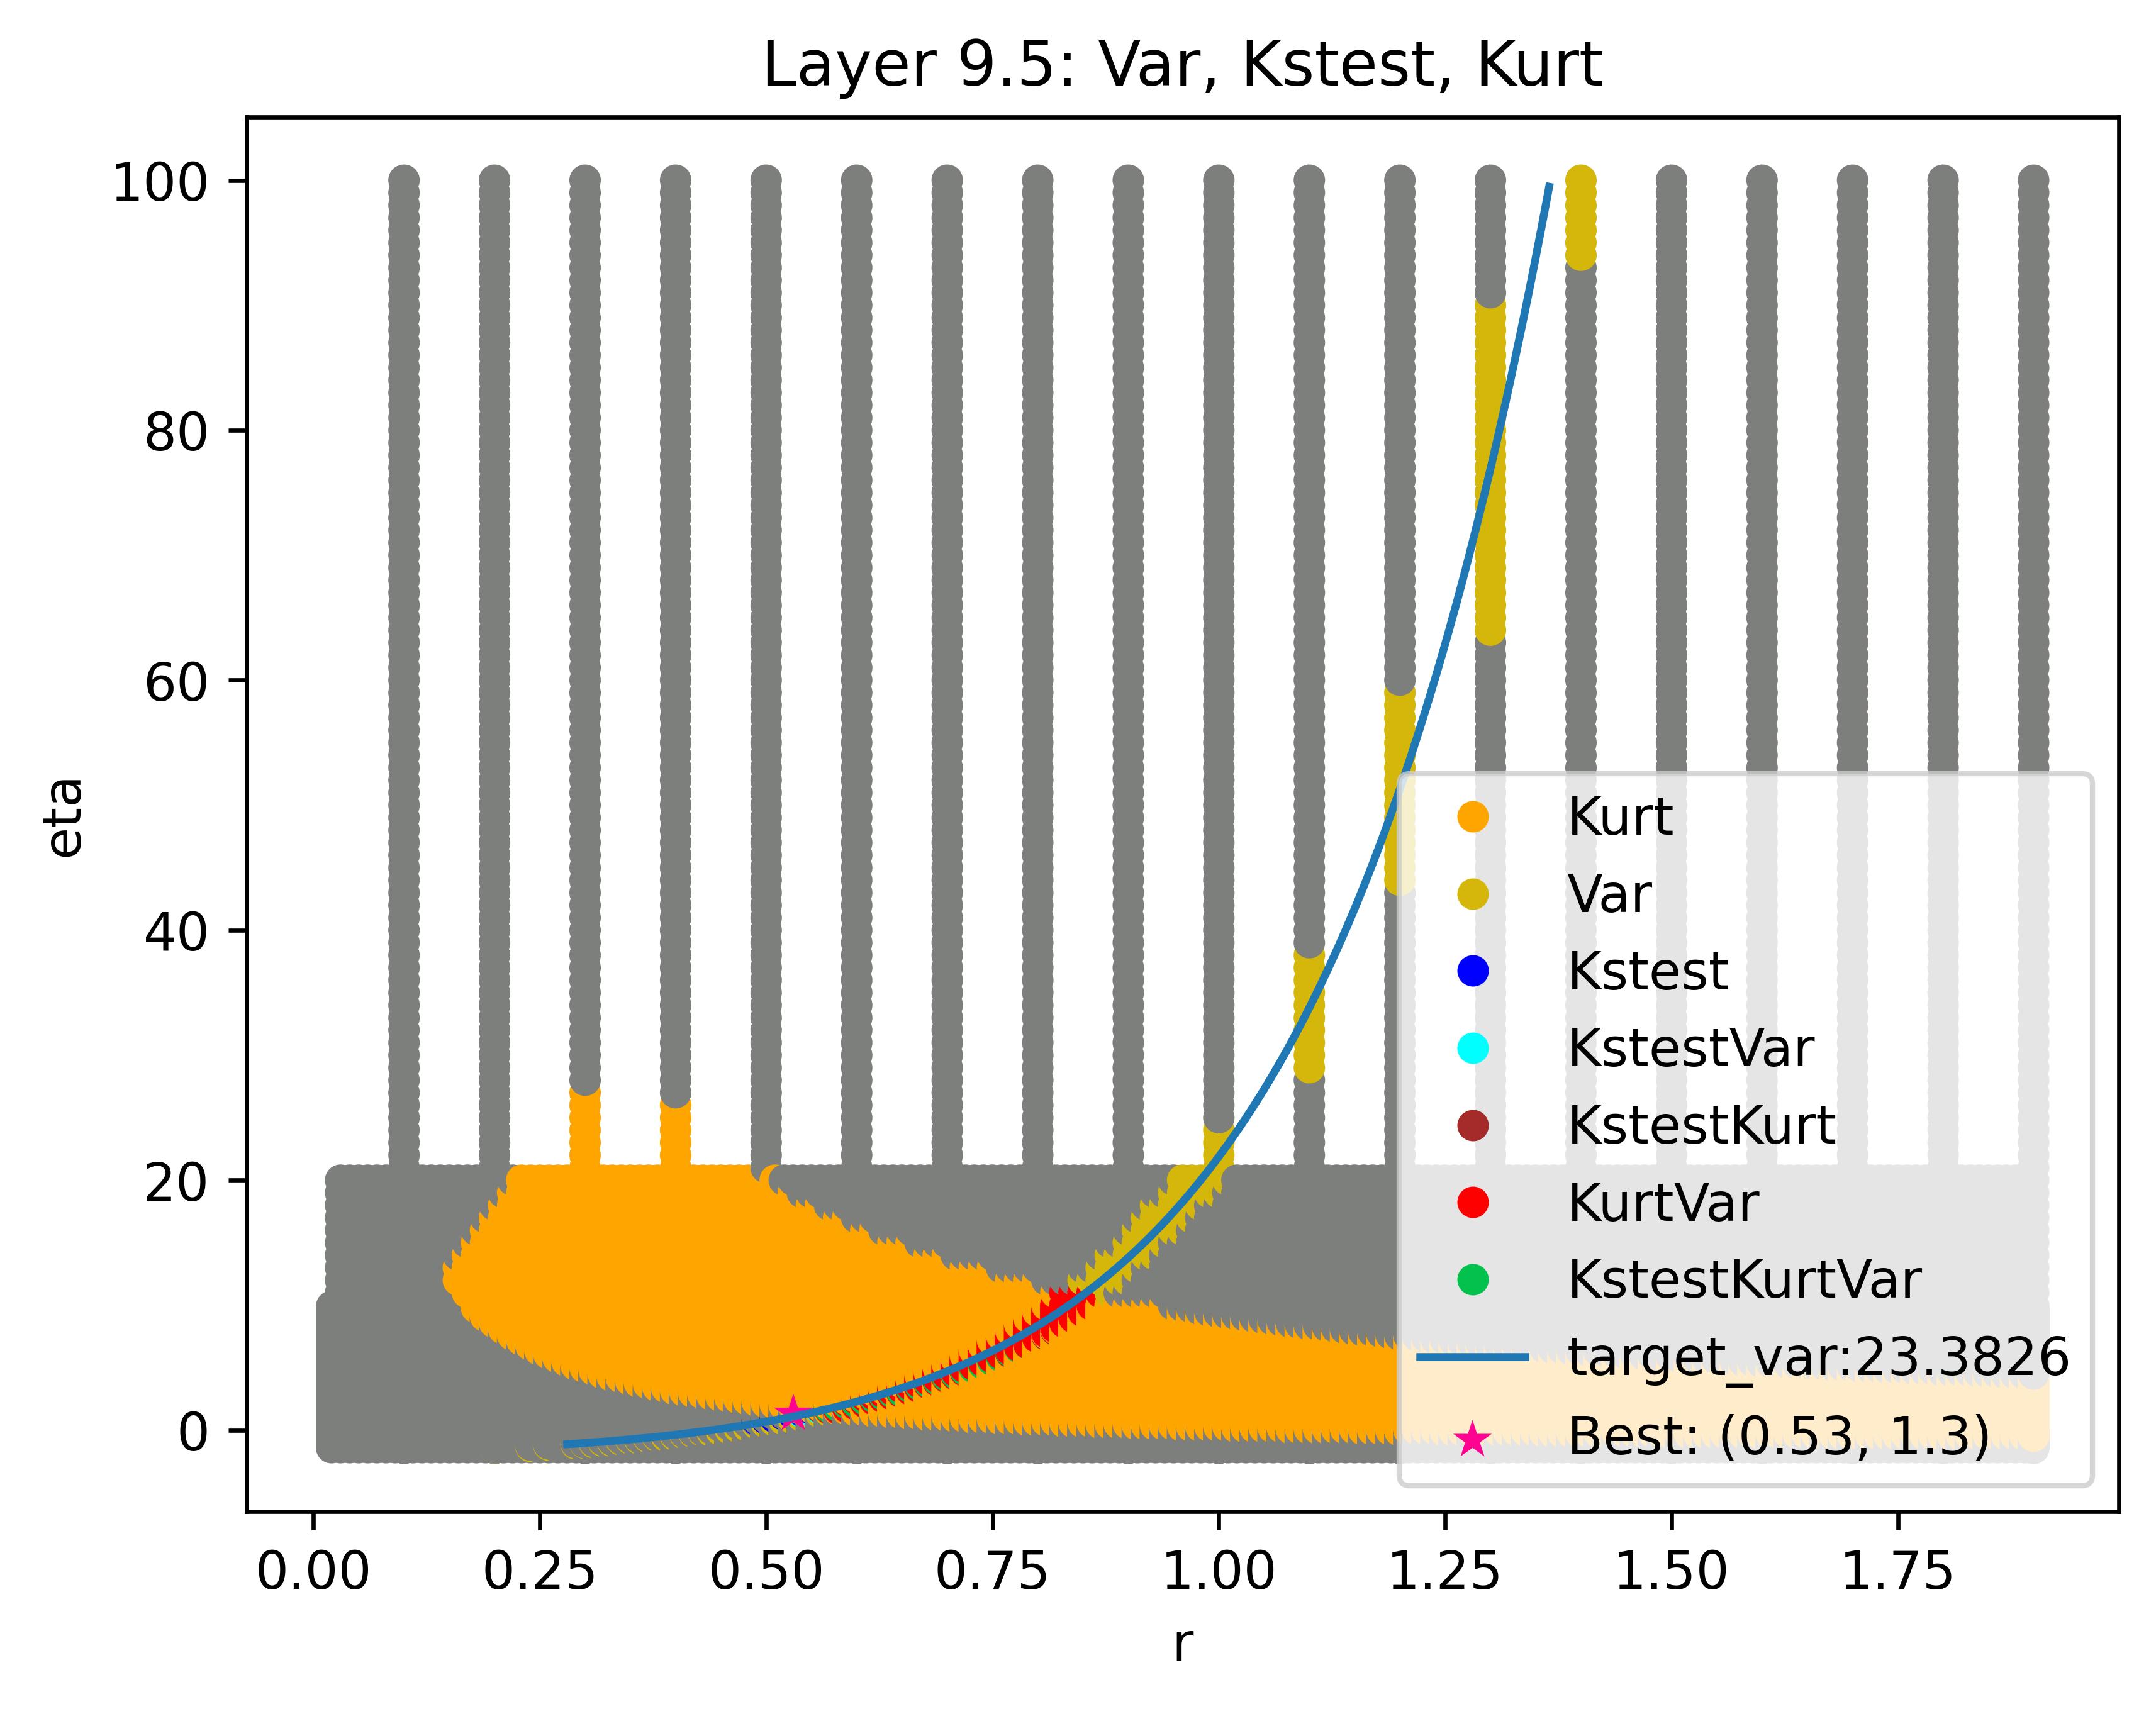 Layer 9.5: Var, Kstest, Kurt
100
80
60
40
20
0
eta
Kurt
Var
Kstest
KstestVar
KstestKurt
KurtVar
KstestKurtVar
target_var:23.3826
Best: (0.53, 1.3)
0.00 0.25 0.50 0.75 1.00 1.25 1.50 1.75
r